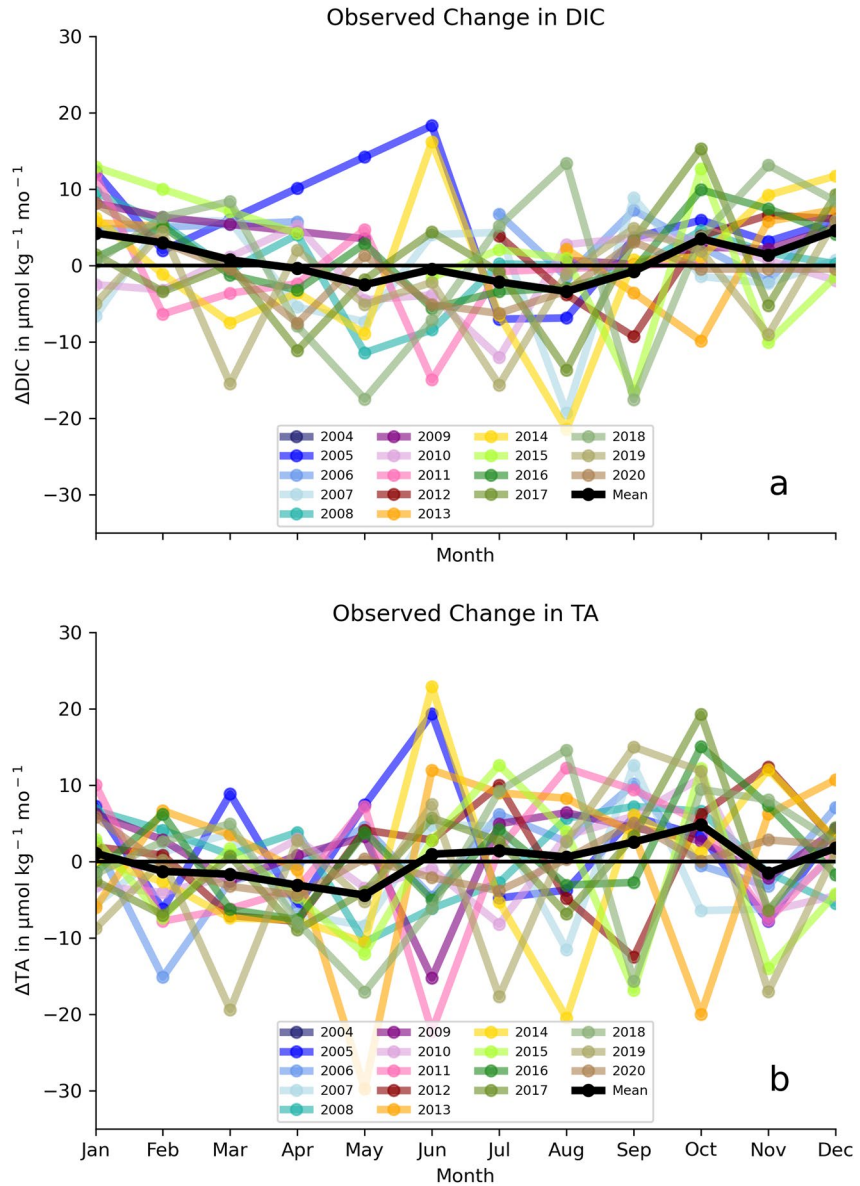 Observed Change in DIC
30
20
10
0
−10
−20
−30
ΔDIC in μmol kg⁻¹ mo⁻¹
2004 2009 2014 2018
2005 2010 2015 2019
2006 2011 2016 2020
2007 2012 2017 Mean
2008 2013
a
Month
Observed Change in TA
30
20
10
0
−10
−20
−30
ΔTA in μmol kg⁻¹ mo⁻¹
2004 2009 2014 2018
2005 2010 2015 2019
2006 2011 2016 2020
2007 2012 2017 Mean
2008 2013
b
Jan Feb Mar Apr May Jun Jul Aug Sep Oct Nov Dec
Month